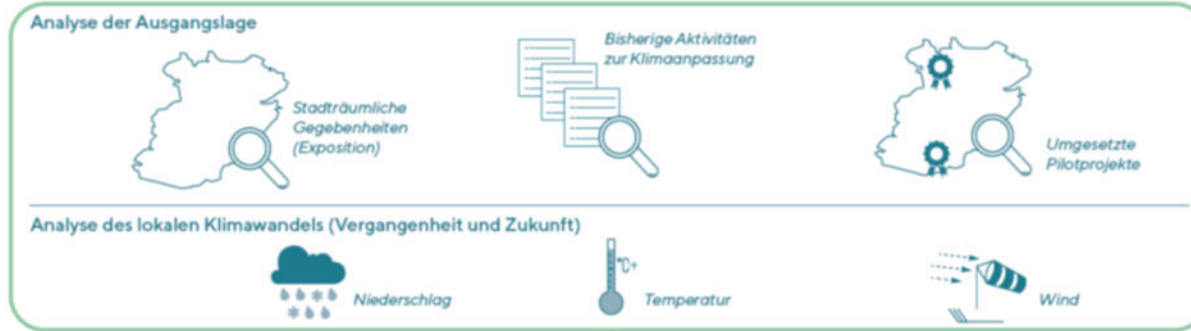 Analyse der Ausgangslage
Stadträumliche
Gegebenheiten
(Exposition)
Bisherige Aktivitäten
zur Klimaanpassung
Umgesetzte
Pilotprojekte
Analyse des lokalen Klimawandels (Vergangenheit und Zukunft)
Niederschlag
°C+
Temperatur
Wind